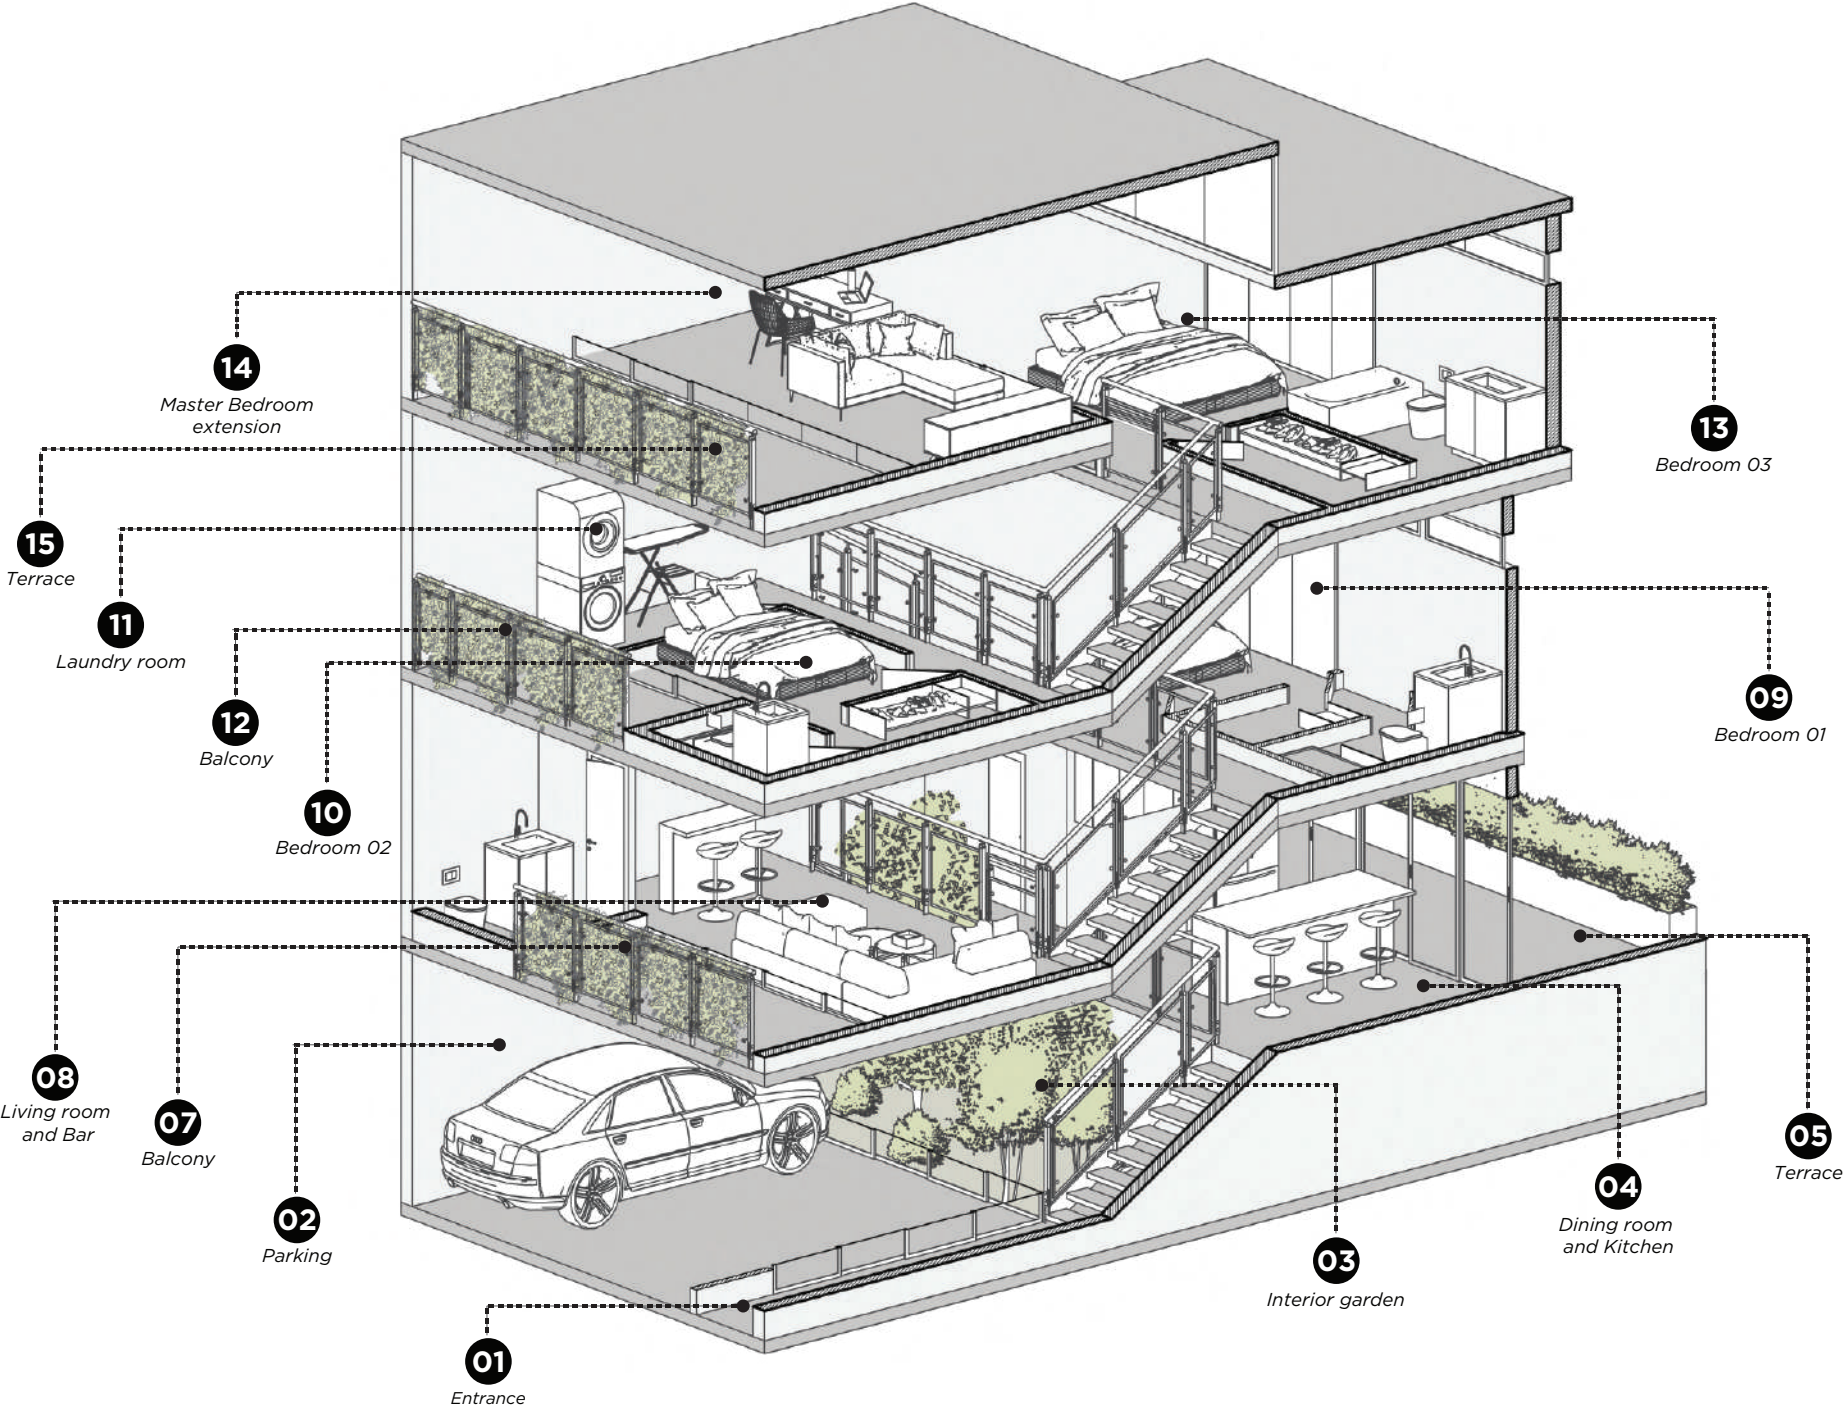 14
Master Bedroom
extension
13
Bedroom 03
15
Terrace
11
Laundry room
09
Bedroom 01
12
Balcony
10
Bedroom 02
08
Living room
and Bar
07
Balcony
05
Terrace
04
Dining room
and Kitchen
02
Parking
03
Interior garden
01
Entrance